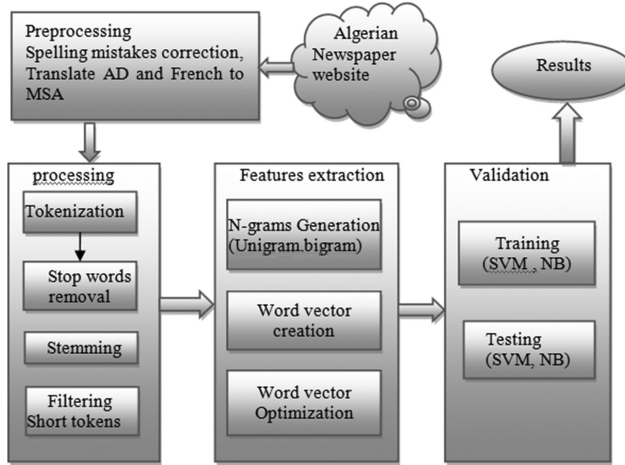 Preprocessing
Spelling mistakes correction,
Translate AD and French to
MSA
Algerian
Newspaper
website
Results
processing
Tokenization
Stop words
removal
Stemming
Filtering
Short tokens
Features extraction
N-grams Generation
(Unigram.bigram)
Word vector
creation
Word vector
Optimization
Validation
Training
(SVM , NB)
Testing
(SVM, NB)